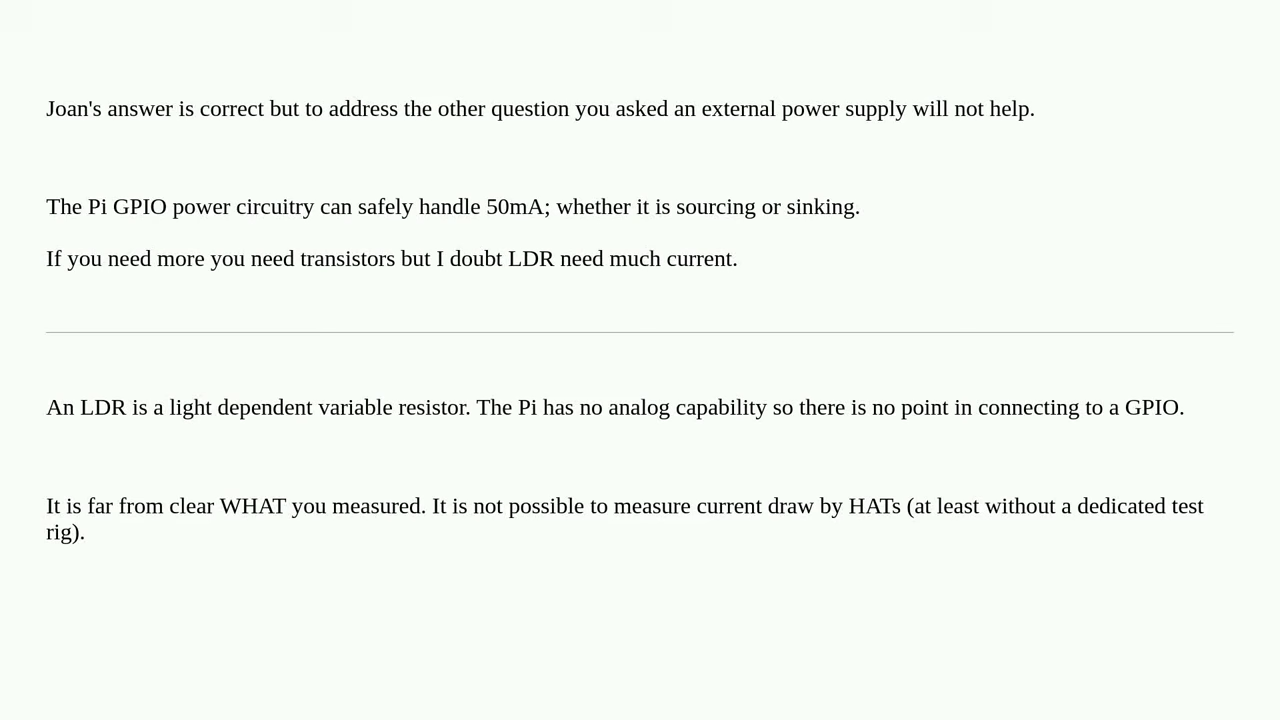 Joan's answer is correct but to address the other question you asked an external power supply will not help.
The Pi GPIO power circuitry can safely handle 50mA; whether it is sourcing or sinking.
If you need more you need transistors but I doubt LDR need much current.
An LDR is a light dependent variable resistor. The Pi has no analog capability so there is no point in connecting to a GPIO.
It is far from clear WHAT you measured. It is not possible to measure current draw by HATs (at least without a dedicated test
rig).